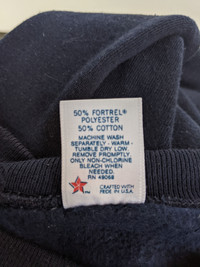 50% FORTREL®
POLYESTER
50% COTTON
MACHINE WASH
SEPARATELY - WARM -
TUMBLE DRY LOW.
REMOVE PROMPTLY.
ONLY NON-CHLORINE
BLEACH WHEN
NEEDED.
RN 49068
CRAFTED WITH
PRIDE IN U.S.A.